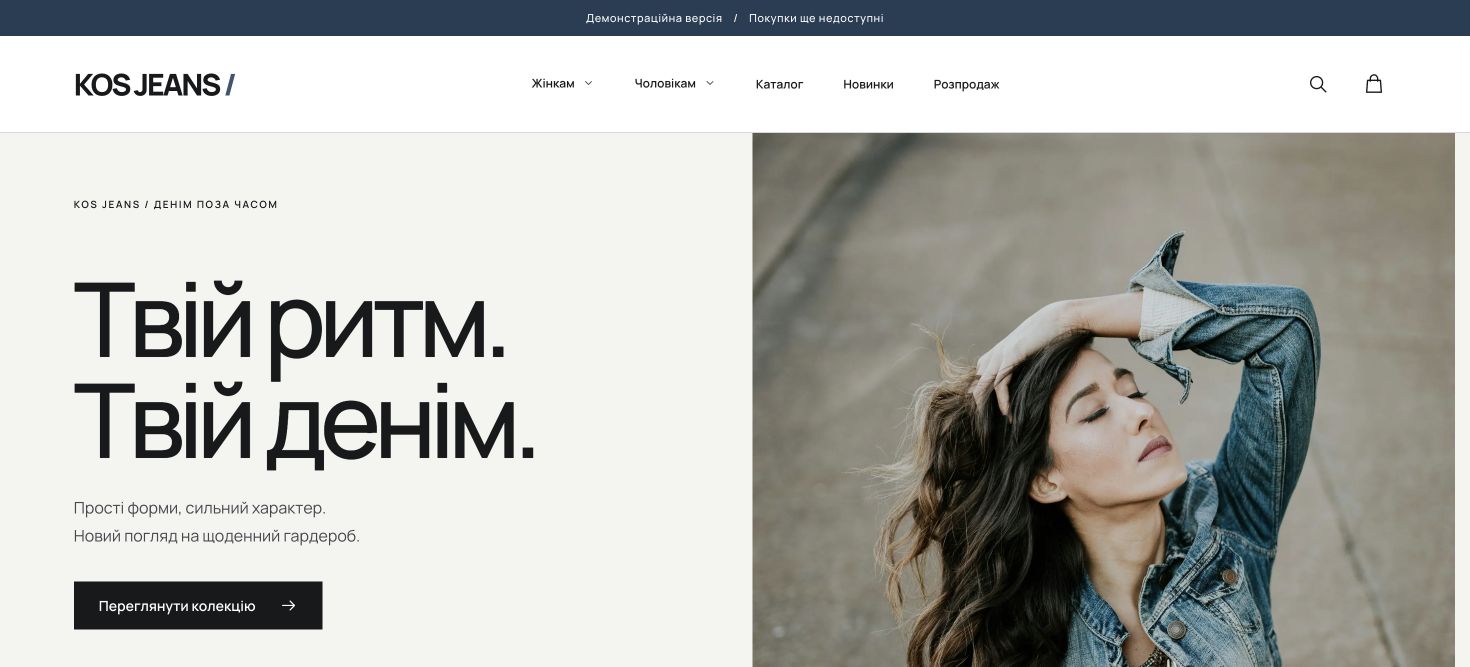 Демонстраційна версія / Покупки ще недоступні
KOS JEANS /
Жінкам Чоловікам Каталог Новинки Розпродаж
KOS JEANS / ДЕНІМ ПОЗА ЧАСОМ
Твій ритм.
Твій денім.
Прості форми, сильний характер.
Новий погляд на щоденний гардероб.
Переглянути колекцію →